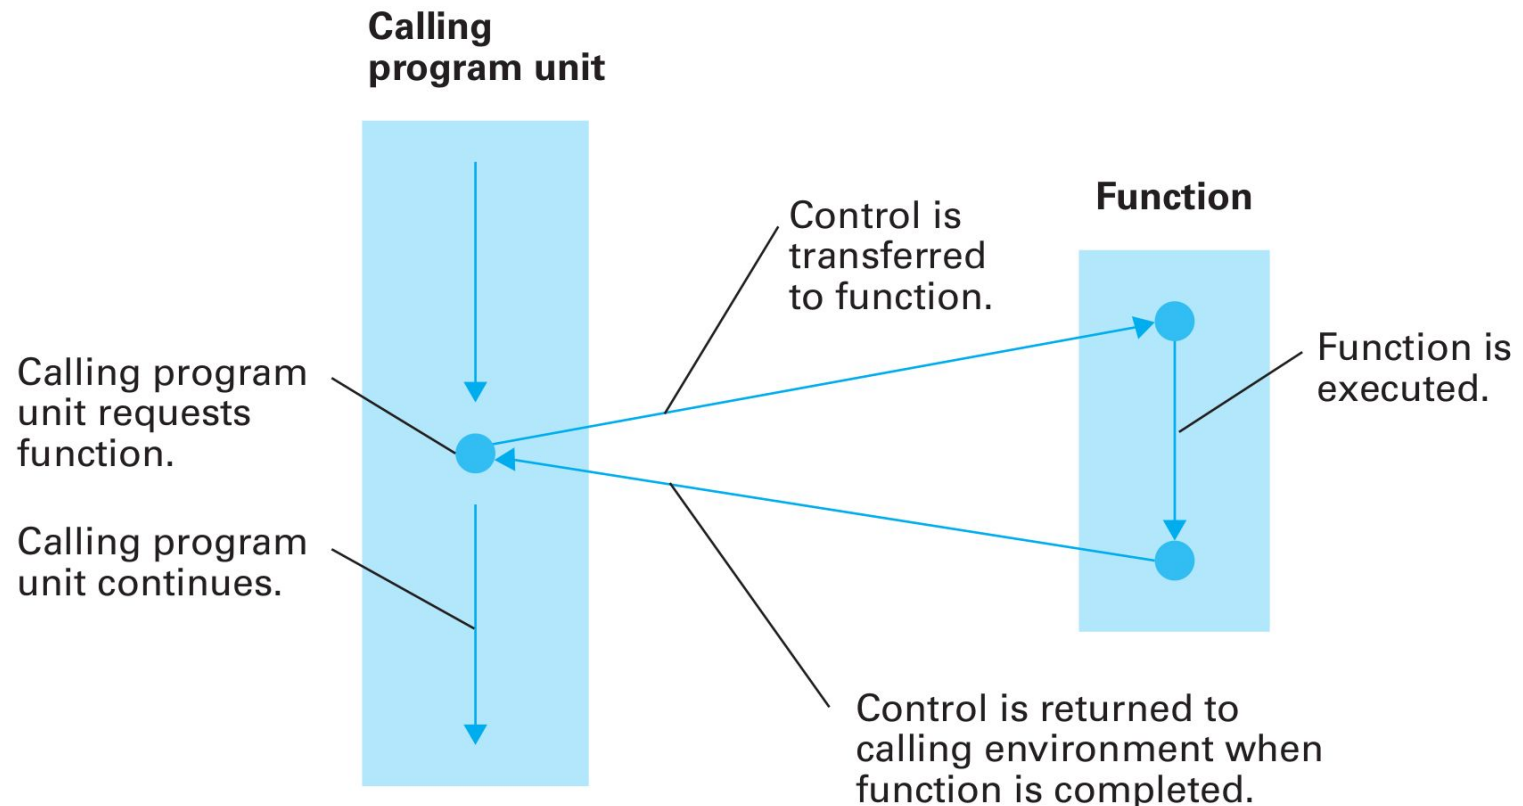 Calling
program unit
Control is
transferred
to function.
Function
Function is
executed.
Calling program
unit requests
function.
Calling program
unit continues.
Control is returned to
calling environment when
function is completed.